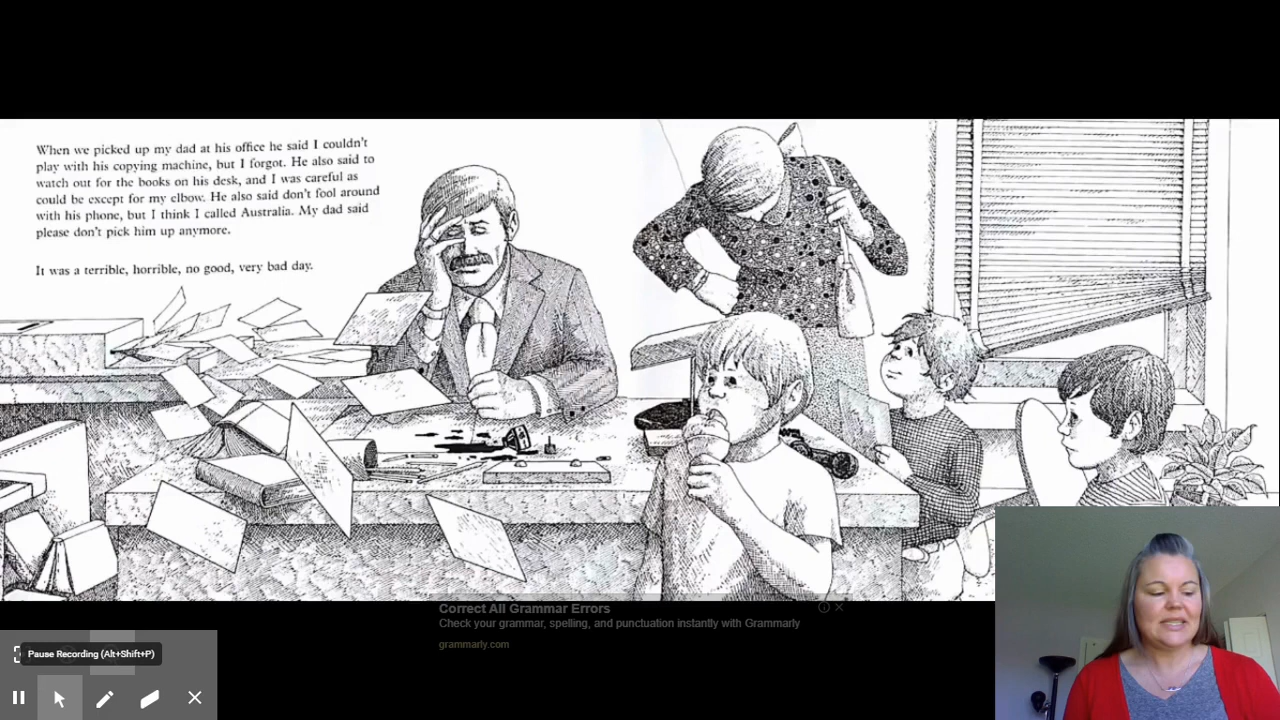 When we picked up my dad at his office he said I couldn't
play with his copying machine, but I forgot. He also said to
watch out for the books on his desk, and I was careful as
could be except for my elbow. He also said don't fool around
with his phone, but I think I called Australia. My dad said
please don't pick him up anymore.
It was a terrible, horrible, no good, very bad day.
Correct All Grammar Errors
Check your grammar, spelling, and punctuation instantly with Grammarly
grammarly.com
Pause Recording (Alt+Shift+P)